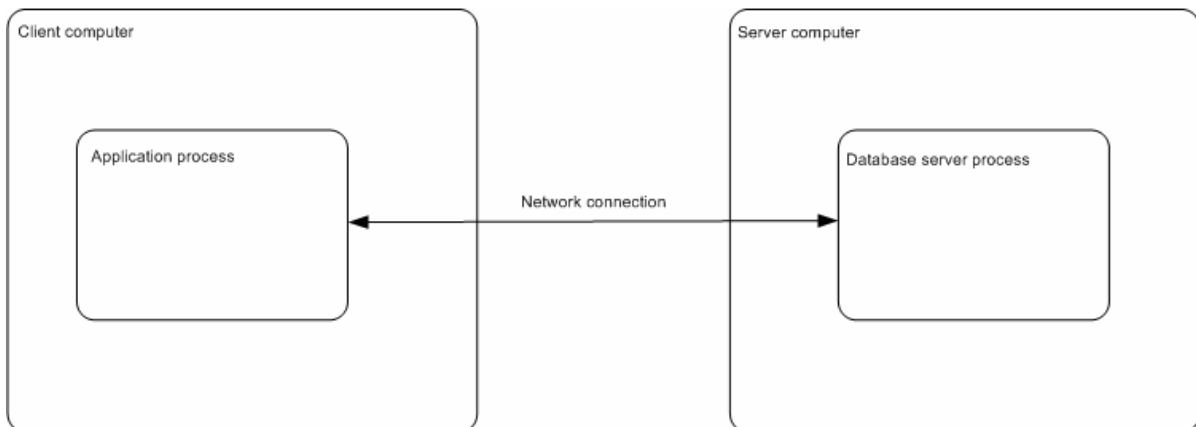 Client computer
Server computer
Application process
Database server process
Network connection